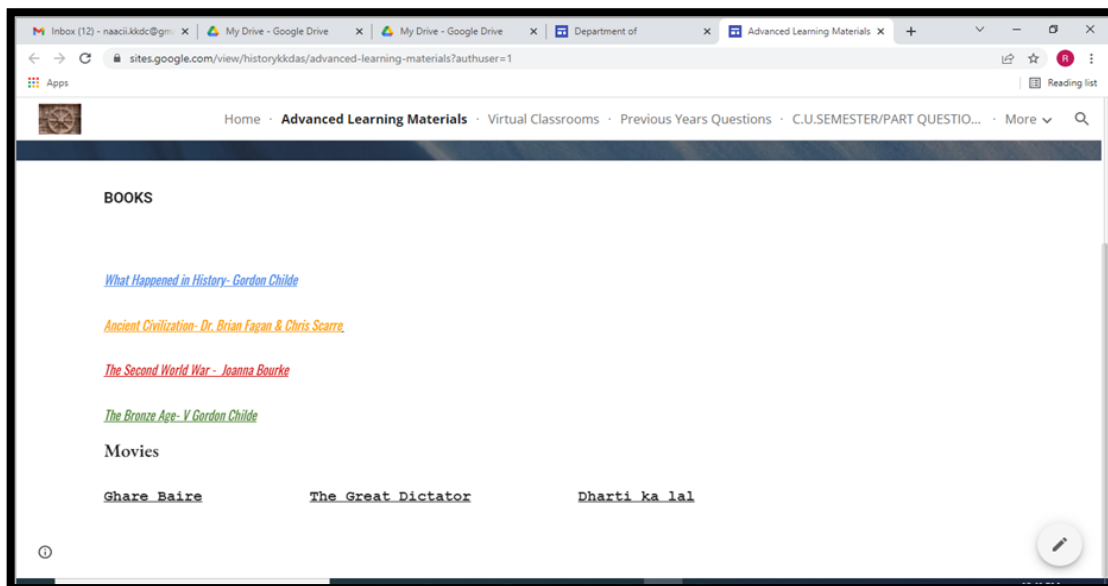 Inbox (12) - naacii.kkdc@gm
My Drive - Google Drive
My Drive - Google Drive
Department of
Advanced Learning Materials
sites.google.com/view/historykkdas/advanced-learning-materials?authuser=1
R
Apps
Reading list
Home · Advanced Learning Materials · Virtual Classrooms · Previous Years Questions · C.U.SEMESTER/PART QUESTIO... · More
BOOKS
What Happened in History- Gordon Childe
Ancient Civilization- Dr. Brian Fagan & Chris Scarre
The Second World War - Joanna Bourke
The Bronze Age- V Gordon Childe
Movies
Ghare Baire The Great Dictator Dharti ka lal